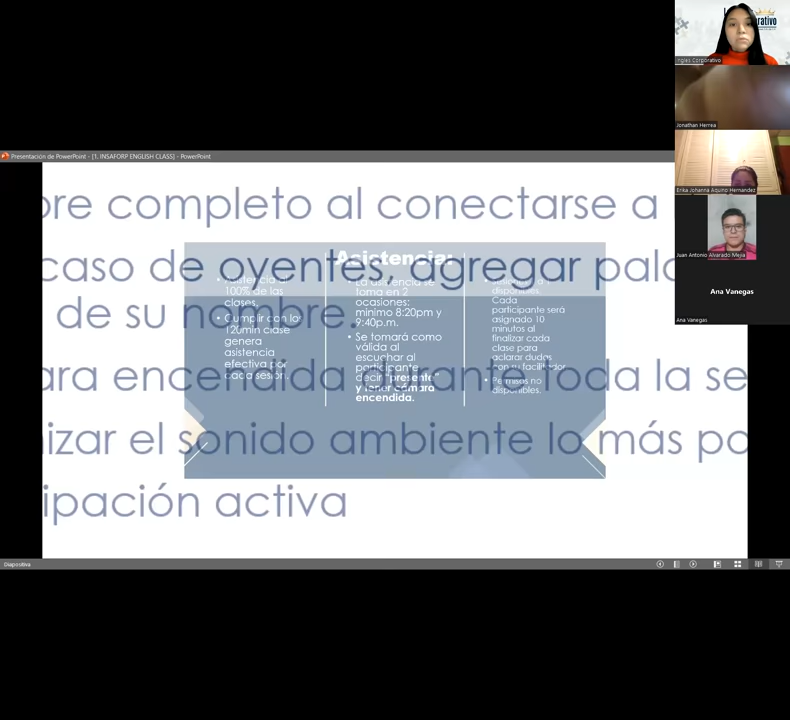 Presentación de PowerPoint - [1. INSAFORP ENGLISH CLASS] - PowerPoint
bre completo al conectarse a
caso de oyentes, agregar pala
de su nombre.
ara encendida durante toda la se
izar el sonido ambiente lo más po
ipación activa
Asistencia:
100% de las
clases.
• Cumplir con los
120min clase
genera
asistencia
efectiva por
cada sesión.
• La asistencia se
toma en 2
ocasiones:
mínimo 8:20pm y
9:40p.m.
• Se tomará como
válida al
escuchar al
participante
decir "presente"
y tener cámara
encendida.
disponibles.
Cada
participante será
asignado 10
minutos al
finalizar cada
clase para
aclarar dudas
con su facilitador.
• Permisos no
disponibles.
Inglés Corporativo
Jonathan Herrea
Erika Johanna Aquino Hernandez
Juan Antonio Alvarado Mejia
Ana Vanegas
Ana Vanegas
Diapositiva